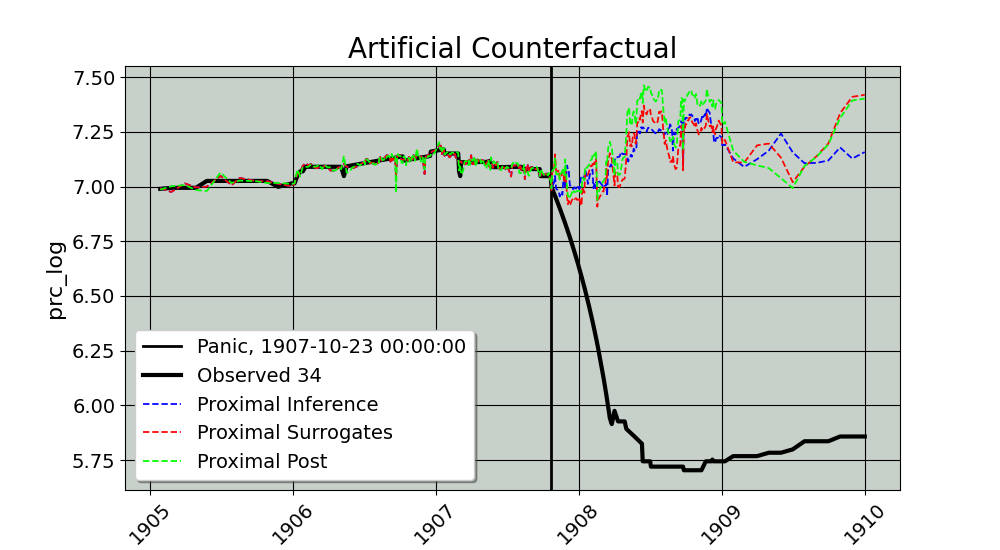 Artificial Counterfactual
prc_log
7.50
7.25
7.00
6.75
6.50
6.25
6.00
5.75
Panic, 1907-10-23 00:00:00
Observed 34
Proximal Inference
Proximal Surrogates
Proximal Post
1905
1906
1907
1908
1909
1910